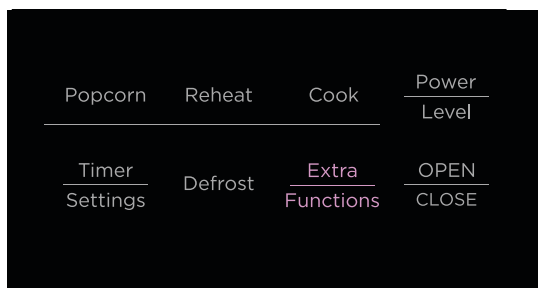 Popcorn Reheat Cook Power
Level
Timer Defrost Extra OPEN
Settings Functions CLOSE